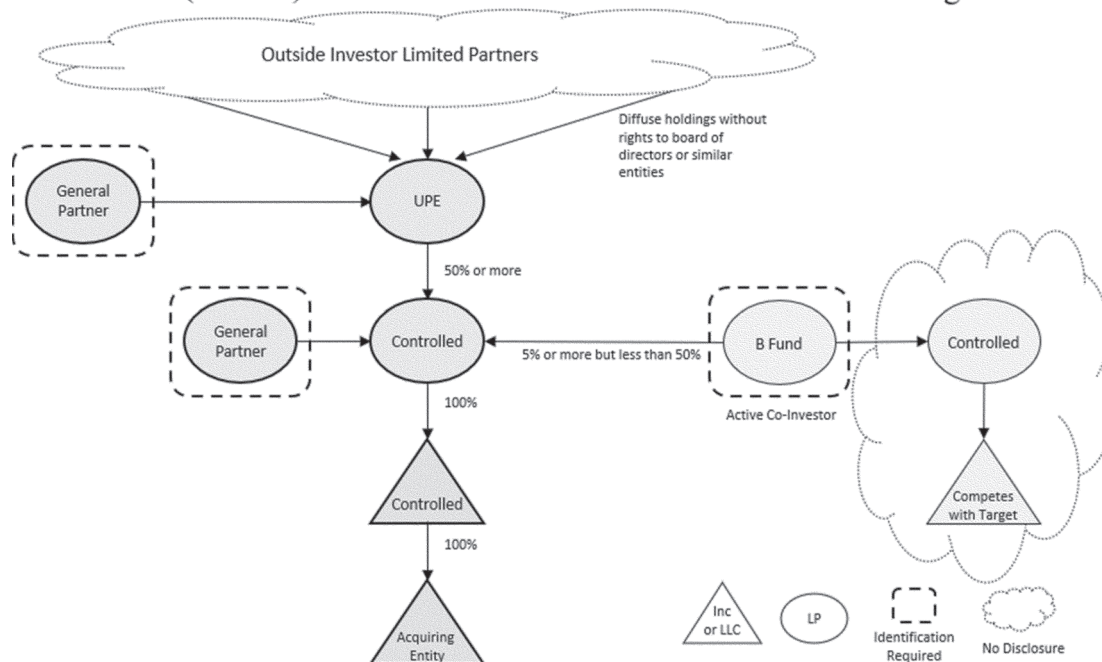 Outside Investor Limited Partners
Diffuse holdings without
rights to board of
directors or similar
entities
General
Partner
UPE
50% or more
General
Partner
Controlled
5% or more but less than 50%
B Fund
Controlled
Active Co-Investor
100%
Controlled
Competes
with Target
100%
Acquiring
Entity
Inc
or LLC
LP
Identification
Required
No Disclosure